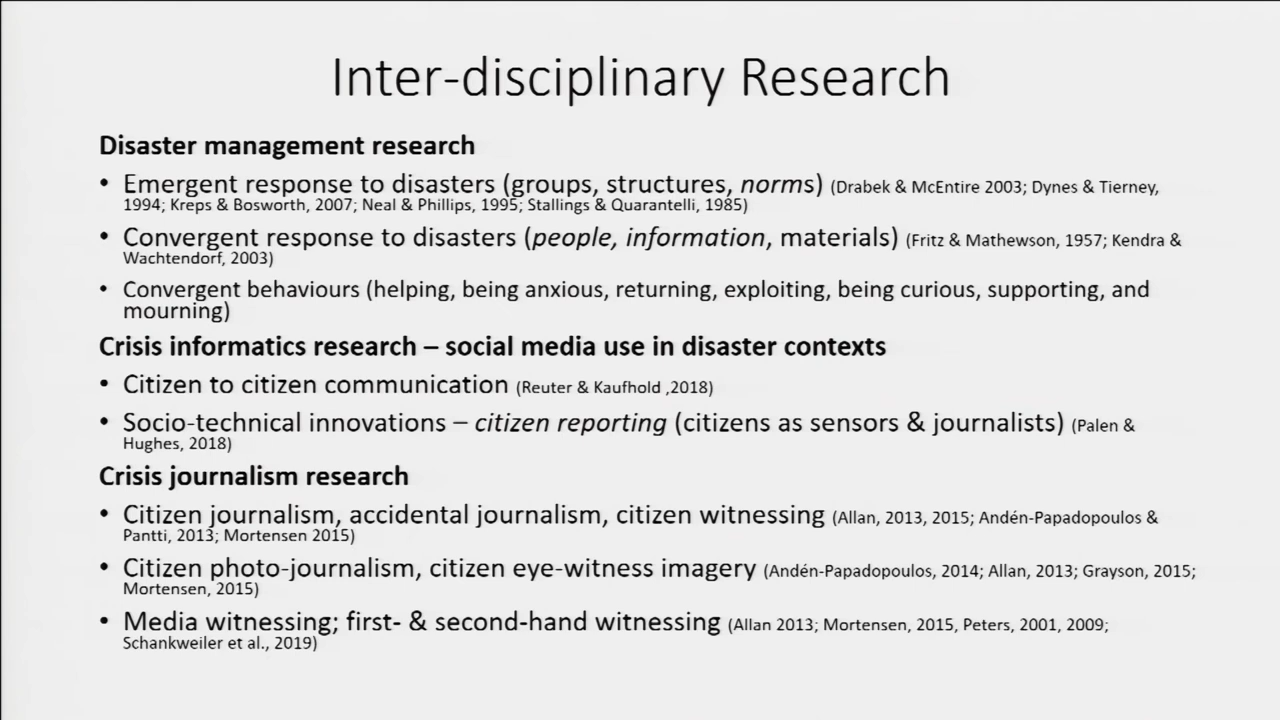 Inter-disciplinary Research
Disaster management research
• Emergent response to disasters (groups, structures, norms) (Drabek & McEntire 2003; Dynes & Tierney,
1994; Kreps & Bosworth, 2007; Neal & Phillips, 1995; Stallings & Quarantelli, 1985)
• Convergent response to disasters (people, information, materials) (Fritz & Mathewson, 1957; Kendra &
Wachtendorf, 2003)
• Convergent behaviours (helping, being anxious, returning, exploiting, being curious, supporting, and
mourning)
Crisis informatics research – social media use in disaster contexts
• Citizen to citizen communication (Reuter & Kaufhold ,2018)
• Socio-technical innovations – citizen reporting (citizens as sensors & journalists) (Palen &
Hughes, 2018)
Crisis journalism research
• Citizen journalism, accidental journalism, citizen witnessing (Allan, 2013, 2015; Andén-Papadopoulos &
Pantti, 2013; Mortensen 2015)
• Citizen photo-journalism, citizen eye-witness imagery (Andén-Papadopoulos, 2014; Allan, 2013; Grayson, 2015;
Mortensen, 2015)
• Media witnessing; first- & second-hand witnessing (Allan 2013; Mortensen, 2015, Peters, 2001, 2009;
Schankweiler et al., 2019)